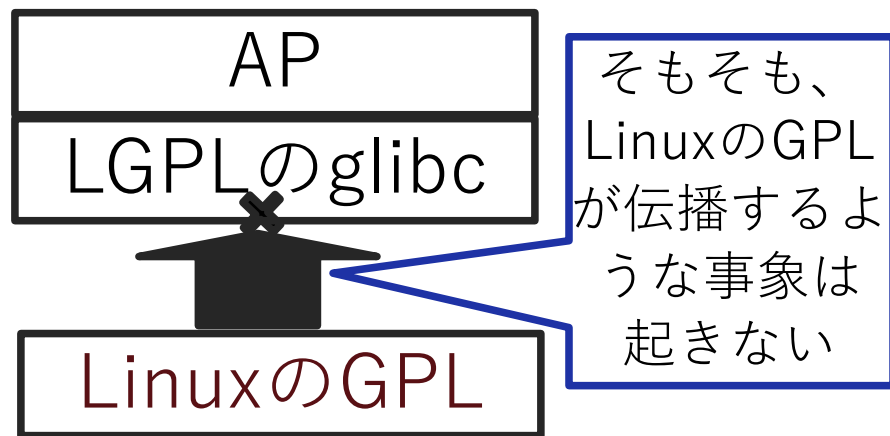 AP
LGPLのglibc
LinuxのGPL
そもそも、
LinuxのGPL
が伝播するよ
うな事象は
起きない